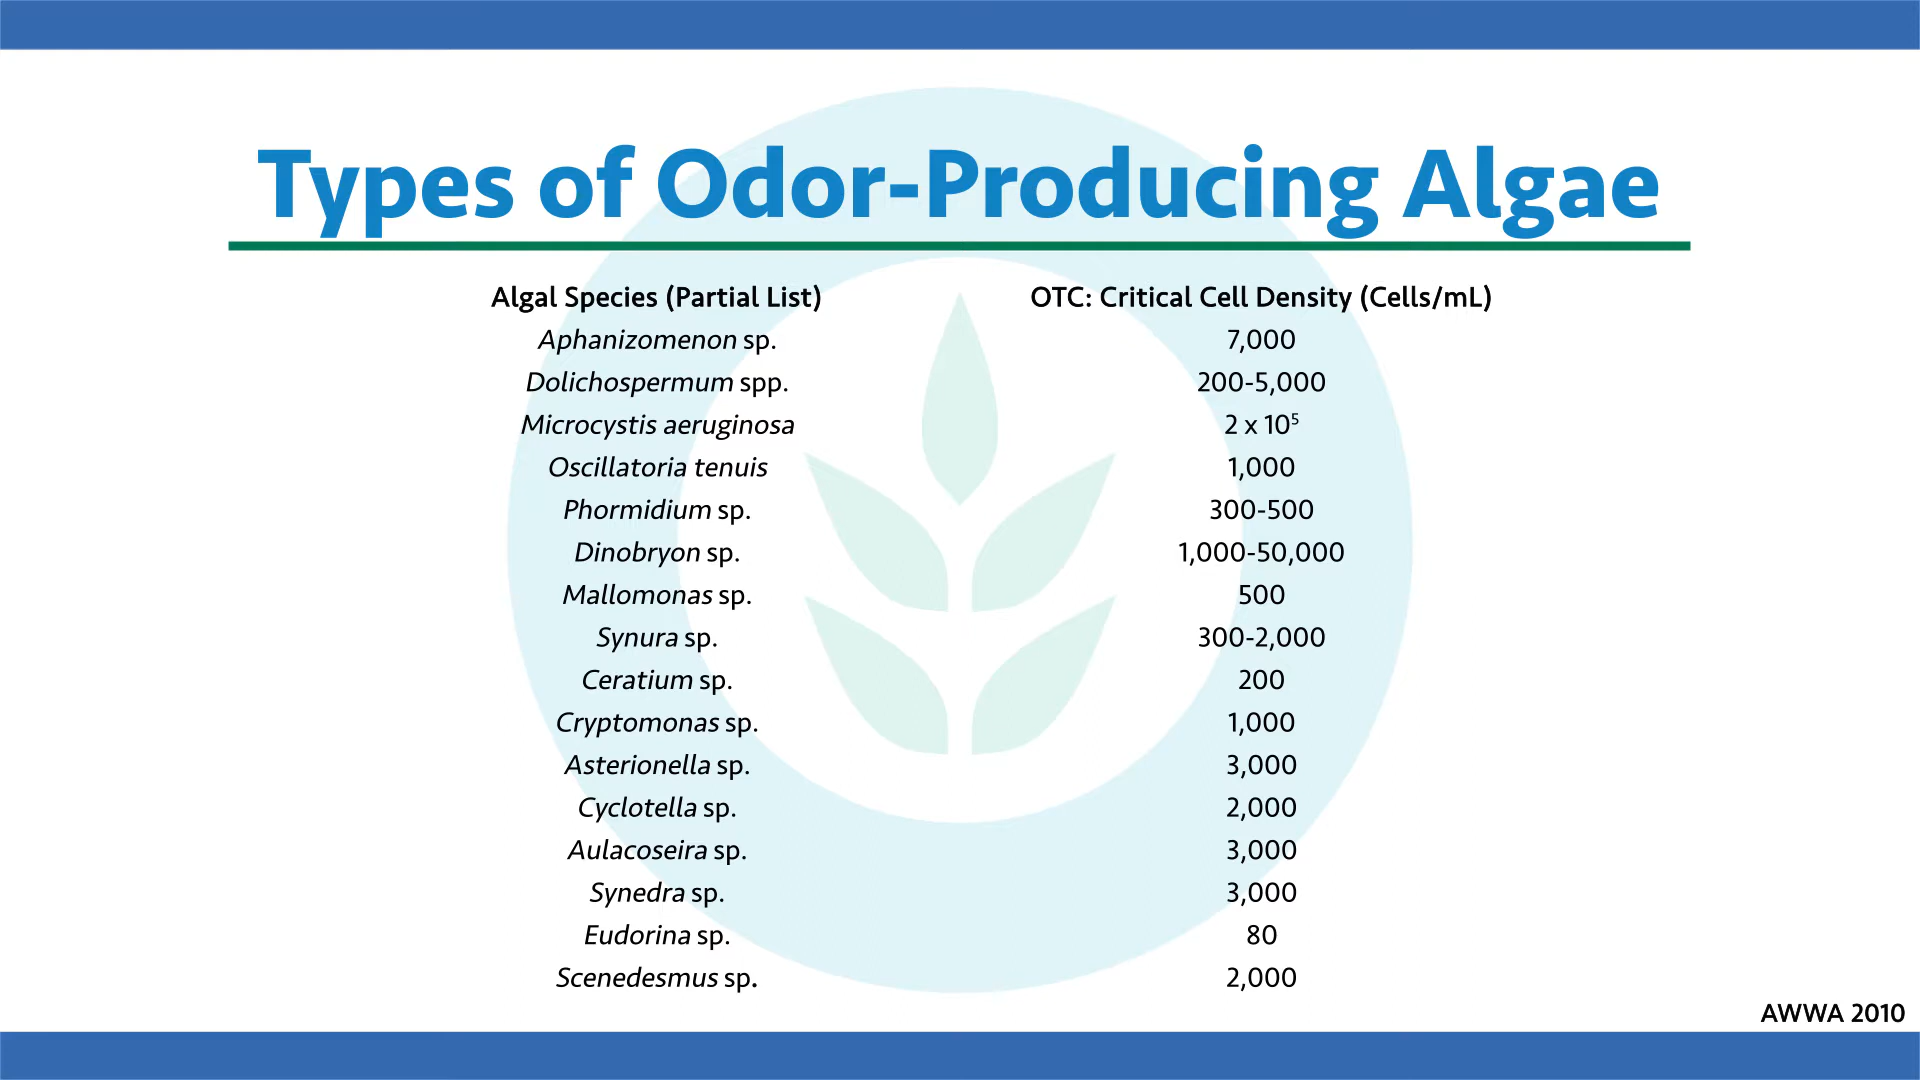 Types of Odor-Producing Algae
Algal Species (Partial List) OTC: Critical Cell Density (Cells/mL)
Aphanizomenon sp. 7,000
Dolichospermum spp. 200-5,000
Microcystis aeruginosa 2 x 10⁵
Oscillatoria tenuis 1,000
Phormidium sp. 300-500
Dinobryon sp. 1,000-50,000
Mallomonas sp. 500
Synura sp. 300-2,000
Ceratium sp. 200
Cryptomonas sp. 1,000
Asterionella sp. 3,000
Cyclotella sp. 2,000
Aulacoseira sp. 3,000
Synedra sp. 3,000
Eudorina sp. 80
Scenedesmus sp. 2,000
AWWA 2010